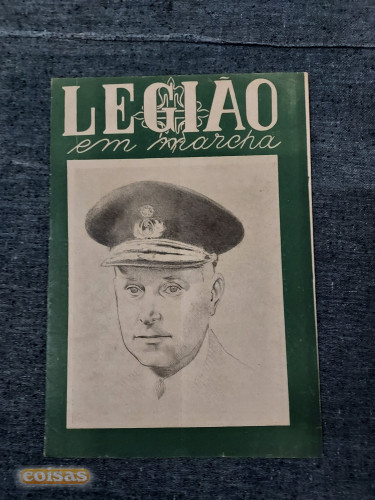 LEGIÃO
em marcha
coisas